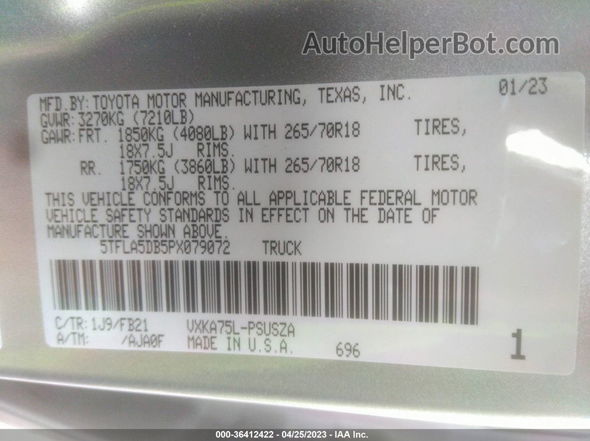 AutoHelperBot.com
MFD.BY:TOYOTA MOTOR MANUFACTURING, TEXAS, INC. 01/23
GVWR:3270KG (7210LB)
GAWR:FRT. 1850KG (4080LB) WITH 265/70R18 TIRES,
18X7.5J RIMS.
RR. 1750KG (3860LB) WITH 265/70R18 TIRES,
18X7.5J RIMS.
THIS VEHICLE CONFORMS TO ALL APPLICABLE FEDERAL MOTOR
VEHICLE SAFETY STANDARDS IN EFFECT ON THE DATE OF
MANUFACTURE SHOWN ABOVE.
5TFLA5DB5PX079072 TRUCK
C/TR:1J9/FB21 VXKA75L-PSUSZA
A/TM: /AJA0F MADE IN U.S.A. 696 1
000-36412422 - 04/25/2023 - IAA Inc.